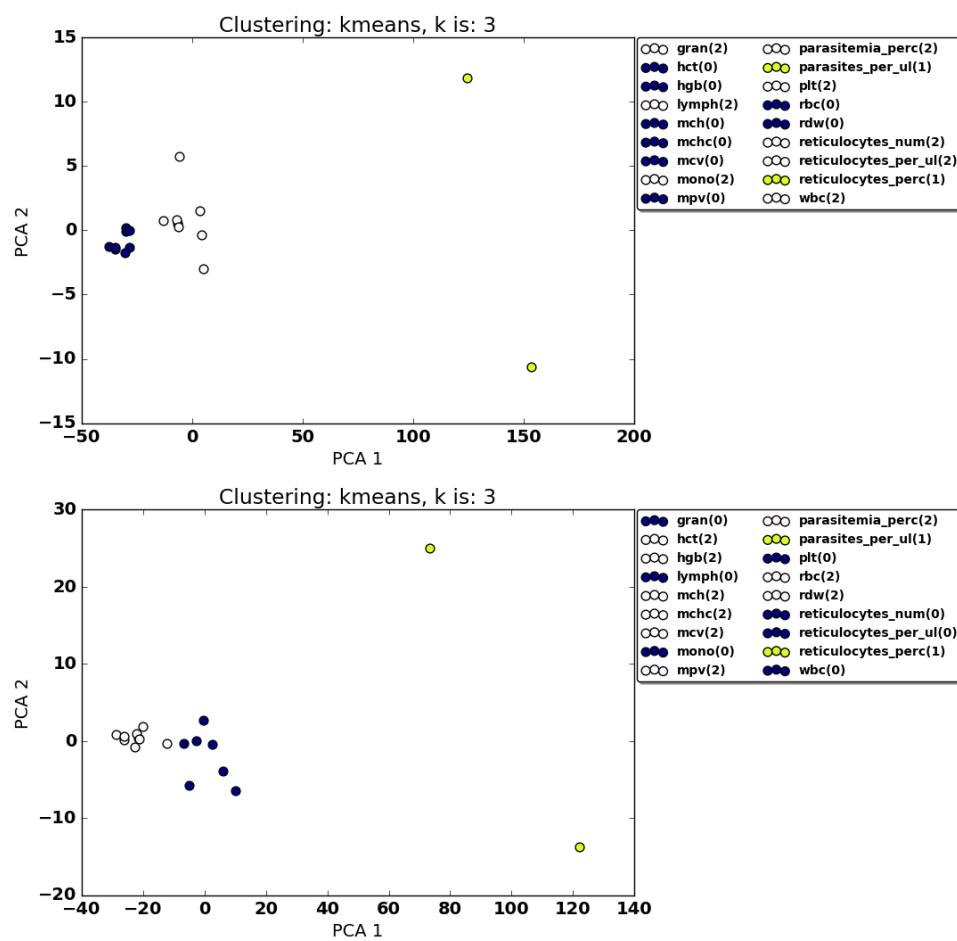 Clustering: kmeans, k is: 3
15
10
5
0
−5
−10
−15
PCA 2
−50
0
50
100
150
200
PCA 1
gran(2)
hct(0)
hgb(0)
lymph(2)
mch(0)
mchc(0)
mcv(0)
mono(2)
mpv(0)
parasitemia_perc(2)
parasites_per_ul(1)
plt(2)
rbc(0)
rdw(0)
reticulocytes_num(2)
reticulocytes_per_ul(2)
reticulocytes_perc(1)
wbc(2)
Clustering: kmeans, k is: 3
30
20
10
0
−10
−20
PCA 2
−40
−20
0
20
40
60
80
100
120
140
PCA 1
gran(0)
hct(2)
hgb(2)
lymph(0)
mch(2)
mchc(2)
mcv(2)
mono(0)
mpv(2)
parasitemia_perc(2)
parasites_per_ul(1)
plt(0)
rbc(2)
rdw(2)
reticulocytes_num(0)
reticulocytes_per_ul(0)
reticulocytes_perc(1)
wbc(0)